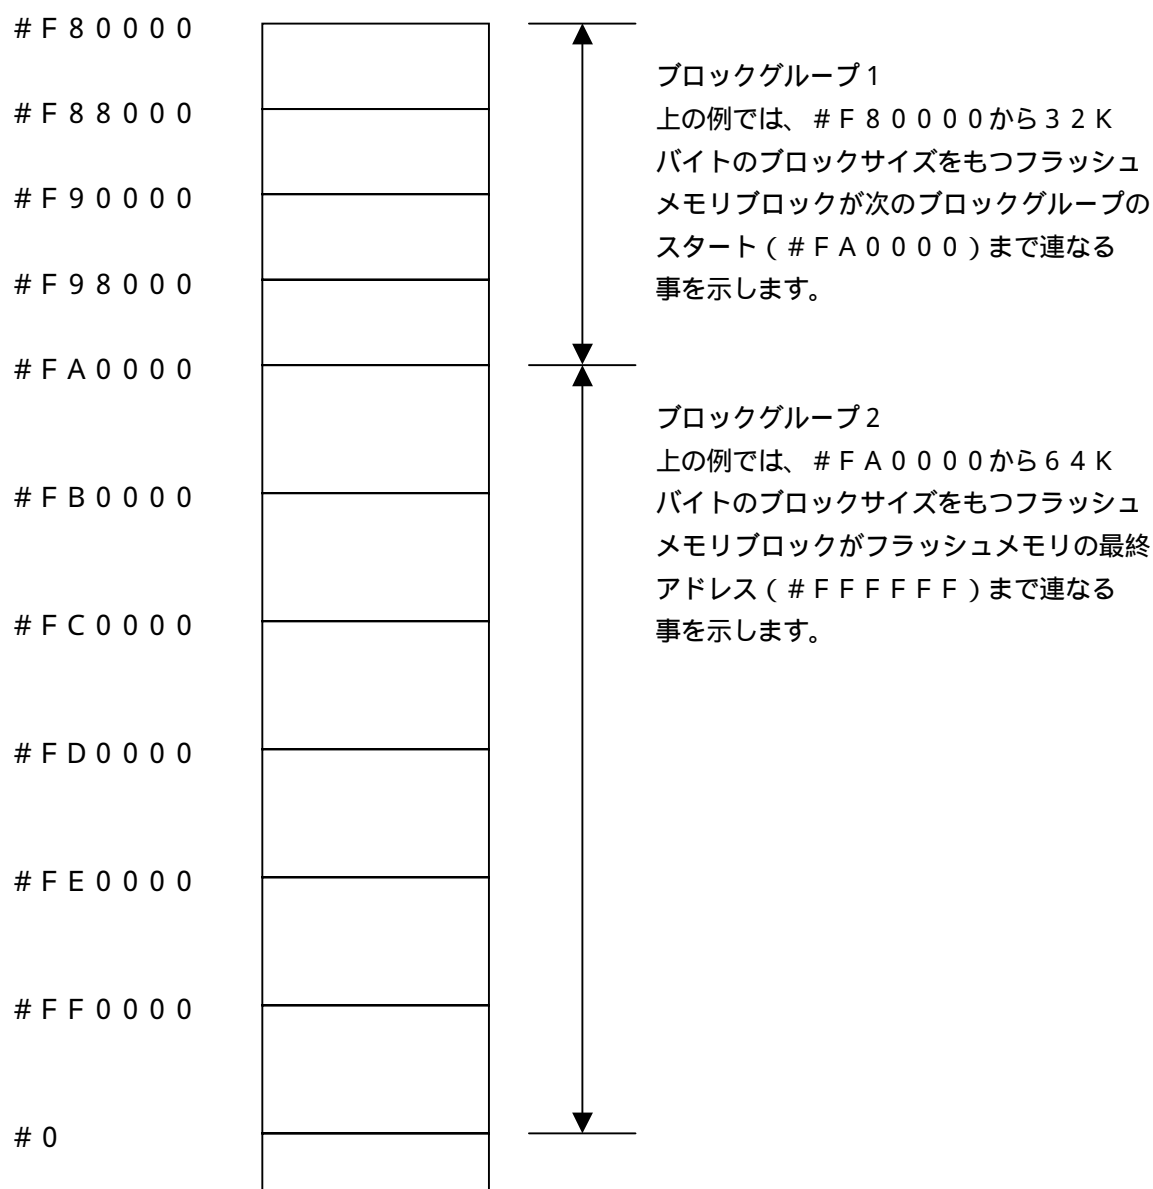 #F80000
#F88000
#F90000
#F98000
#FA0000
#FB0000
#FC0000
#FD0000
#FE0000
#FF0000
#0
ブロックグループ1
上の例では、#F80000から32K
バイトのブロックサイズをもつフラッシュ
メモリブロックが次のブロックグループの
スタート(#FA0000)まで連なる
事を示します。
ブロックグループ2
上の例では、#FA0000から64K
バイトのブロックサイズをもつフラッシュ
メモリブロックがフラッシュメモリの最終
アドレス(#FFFFFF)まで連なる
事を示します。